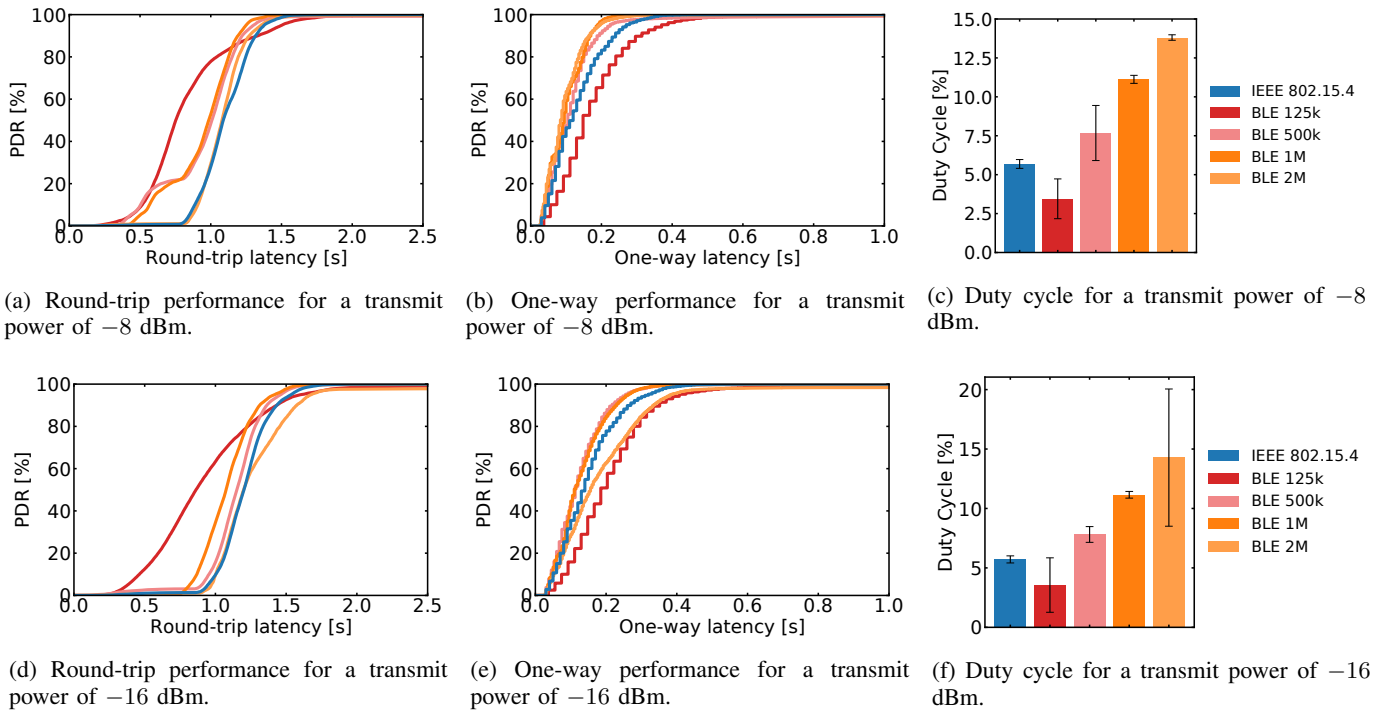 100
80
60
40
20
0
PDR [%]
0.0 0.5 1.0 1.5 2.0 2.5
Round-trip latency [s]
(a) Round-trip performance for a transmit
power of −8 dBm.
100
80
60
40
20
0
PDR [%]
0.0 0.2 0.4 0.6 0.8 1.0
One-way latency [s]
(b) One-way performance for a transmit
power of −8 dBm.
15.0
12.5
10.0
7.5
5.0
2.5
0.0
Duty Cycle [%]
IEEE 802.15.4
BLE 125k
BLE 500k
BLE 1M
BLE 2M
(c) Duty cycle for a transmit power of −8
dBm.
100
80
60
40
20
0
PDR [%]
0.0 0.5 1.0 1.5 2.0 2.5
Round-trip latency [s]
(d) Round-trip performance for a transmit
power of −16 dBm.
100
80
60
40
20
0
PDR [%]
0.0 0.2 0.4 0.6 0.8 1.0
One-way latency [s]
(e) One-way performance for a transmit
power of −16 dBm.
20
15
10
5
0
Duty Cycle [%]
IEEE 802.15.4
BLE 125k
BLE 500k
BLE 1M
BLE 2M
(f) Duty cycle for a transmit power of −16
dBm.